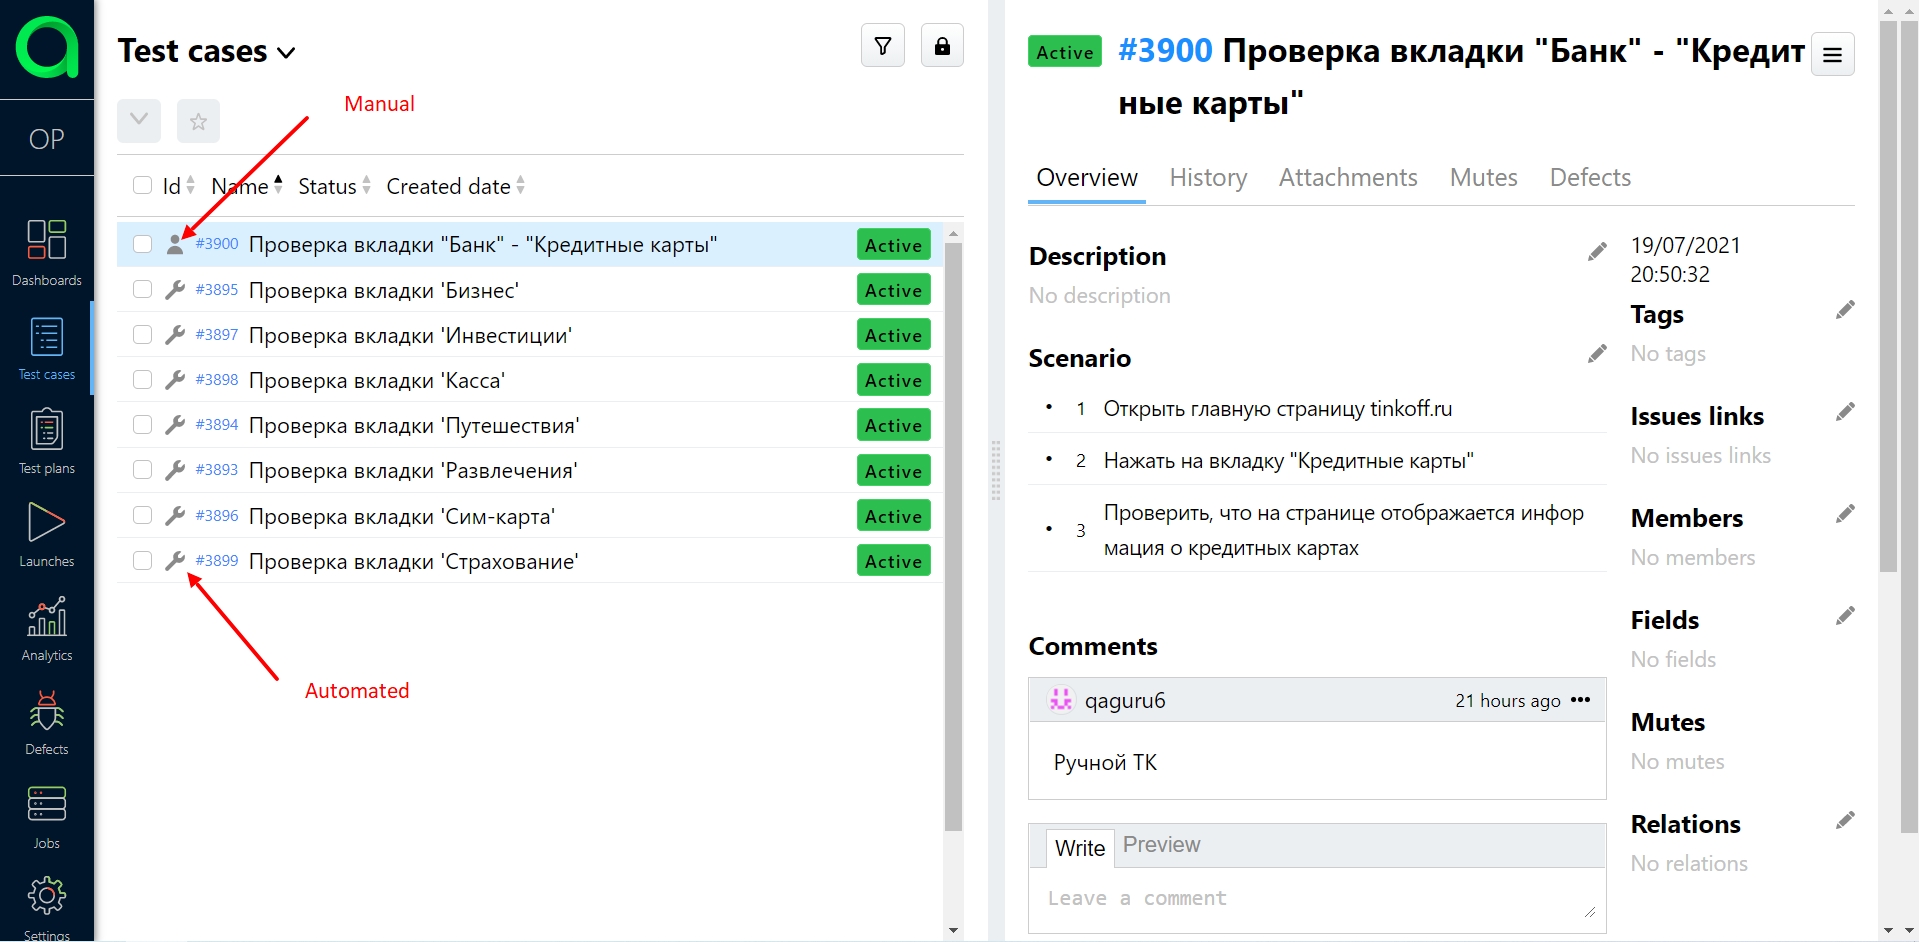 OP
Dashboards
Test cases
Test plans
Launches
Analytics
Defects
Jobs
Settings
Test cases
Manual
Id Name Status Created date
#3900 Проверка вкладки "Банк" - "Кредитные карты" Active
#3895 Проверка вкладки 'Бизнес' Active
#3897 Проверка вкладки 'Инвестиции' Active
#3898 Проверка вкладки 'Касса' Active
#3894 Проверка вкладки 'Путешествия' Active
#3893 Проверка вкладки 'Развлечения' Active
#3896 Проверка вкладки 'Сим-карта' Active
#3899 Проверка вкладки 'Страхование' Active
Automated
Active #3900 Проверка вкладки "Банк" - "Кредит
ные карты"
Overview History Attachments Mutes Defects
Description
No description
Scenario
• 1 Открыть главную страницу tinkoff.ru
• 2 Нажать на вкладку "Кредитные карты"
• 3 Проверить, что на странице отображается инфор
мация о кредитных картах
Comments
qaguru6 21 hours ago •••
Ручной ТК
Write Preview
Leave a comment
19/07/2021
20:50:32
Tags
No tags
Issues links
No issues links
Members
No members
Fields
No fields
Mutes
No mutes
Relations
No relations